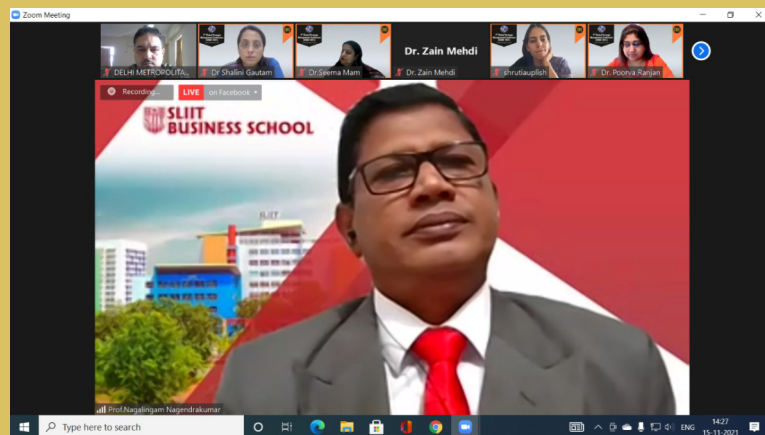 Zoom Meeting
DELHI METROPOLITA...
Dr Shalini Gautam
Dr.Seema Mam
Dr. Zain Mehdi
Dr. Zain Mehdi
shrutiauplish
Dr. Poorva Ranjan
Recording...
LIVE on Facebook
SLIIT
BUSINESS SCHOOL
SLIIT
Prof.Nagalingam Nagendrakumar
Type here to search
ENG
14:27
15-11-2021